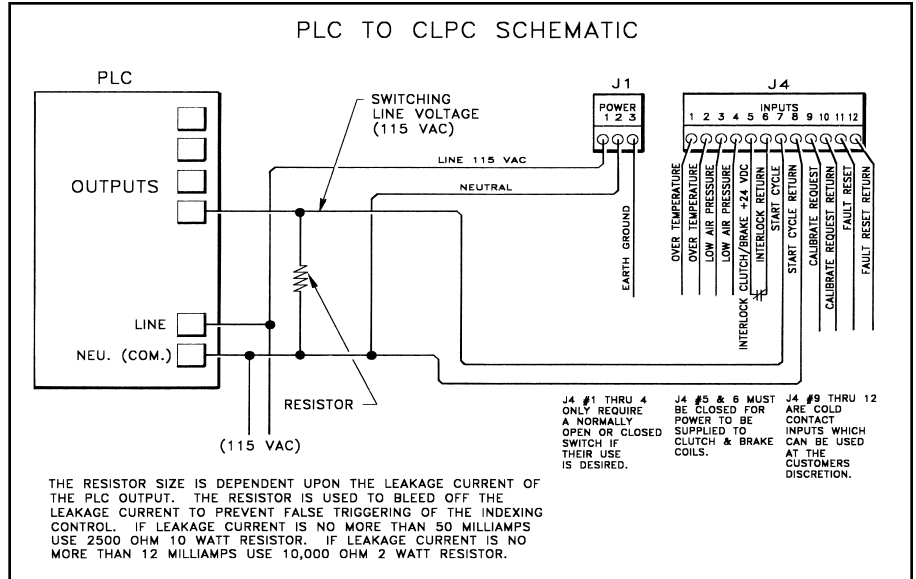 PLC TO CLPC SCHEMATIC
PLC
OUTPUTS
LINE
NEU. (COM.)
(115 VAC)
SWITCHING
LINE VOLTAGE
(115 VAC)
LINE 115 VAC
NEUTRAL
RESISTOR
J1
POWER
1 2 3
EARTH GROUND
J4
INPUTS
1 2 3 4 5 6 7 8 9 10 11 12
OVER TEMPERATURE
OVER TEMPERATURE
LOW AIR PRESSURE
LOW AIR PRESSURE
INTERLOCK CLUTCH/BRAKE +24 VDC
INTERLOCK RETURN
START CYCLE
START CYCLE RETURN
CALIBRATE REQUEST
CALIBRATE REQUEST RETURN
FAULT RESET
FAULT RESET RETURN
J4 #1 THRU 4
ONLY REQUIRE
A NORMALLY
OPEN OR CLOSED
SWITCH IF
THEIR USE
IS DESIRED.
J4 #5 & 6 MUST
BE CLOSED FOR
POWER TO BE
SUPPLIED TO
CLUTCH & BRAKE
COILS.
J4 #9 THRU 12
ARE COLD
CONTACT
INPUTS WHICH
CAN BE USED
AT THE
CUSTOMERS
DISCRETION.
THE RESISTOR SIZE IS DEPENDENT UPON THE LEAKAGE CURRENT OF
THE PLC OUTPUT. THE RESISTOR IS USED TO BLEED OFF THE
LEAKAGE CURRENT TO PREVENT FALSE TRIGGERING OF THE INDEXING
CONTROL. IF LEAKAGE CURRENT IS NO MORE THAN 50 MILLIAMPS
USE 2500 OHM 10 WATT RESISTOR. IF LEAKAGE CURRENT IS NO
MORE THAN 12 MILLIAMPS USE 10,000 OHM 2 WATT RESISTOR.